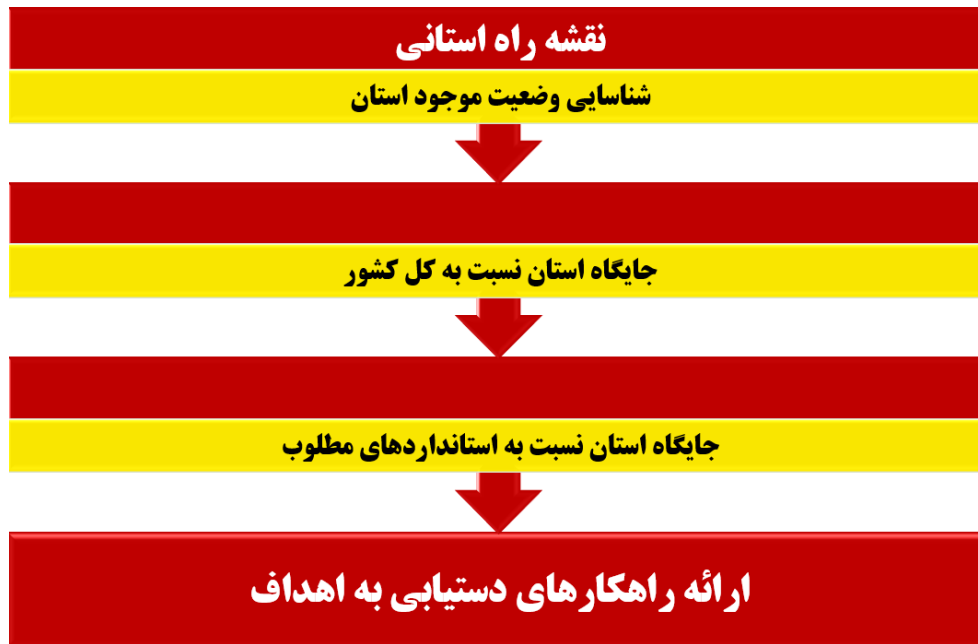 نقشه راه استانی
شناسایی وضعیت موجود استان
جایگاه استان نسبت به کل کشور
جایگاه استان نسبت به استانداردهای مطلوب
ارائه راهکارهای دستیابی به اهداف